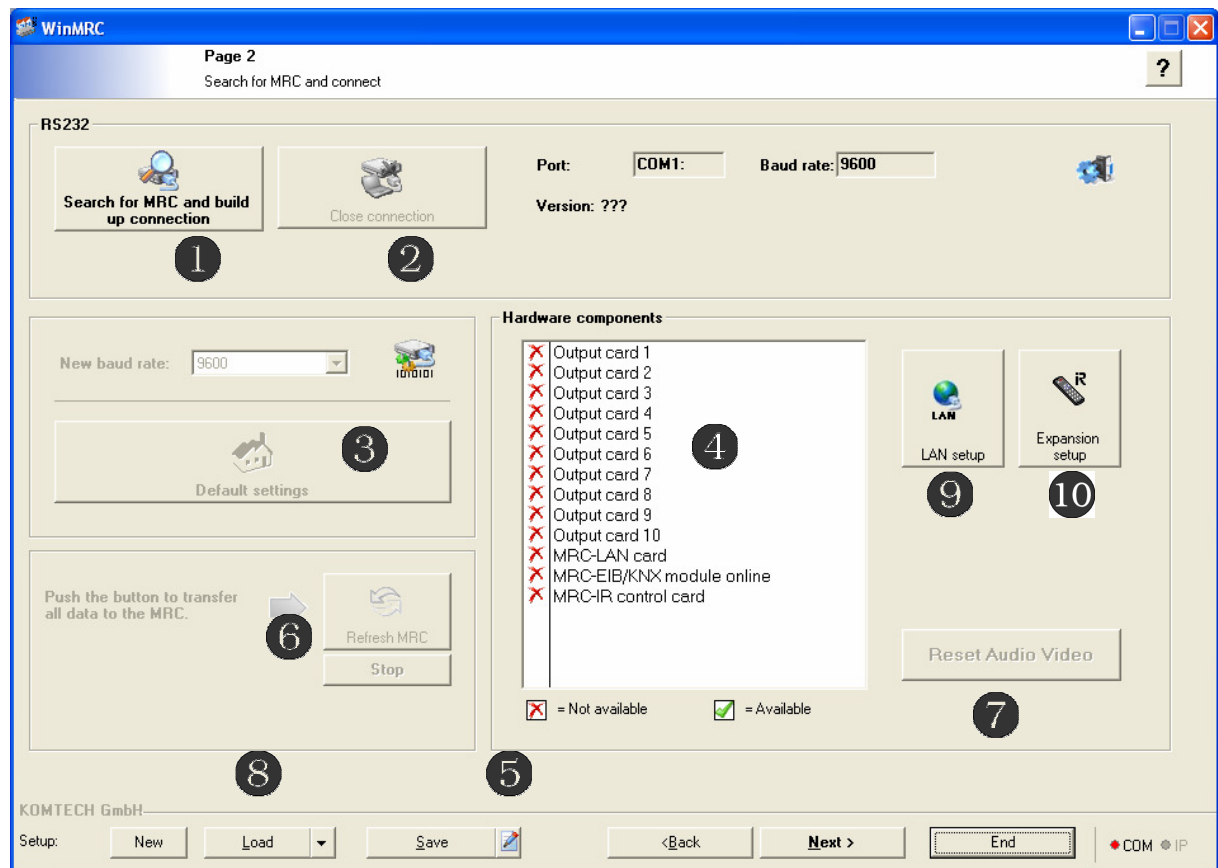 WinMRC
Page 2
Search for MRC and connect
?
RS232
Search for MRC and build
up connection
1
Close connection
2
Port: COM1: Baud rate: 9600
Version: ???
New baud rate: 9600
101010101
3
Default settings
Push the button to transfer
all data to the MRC.
6
Refresh MRC
Stop
8
Hardware components
Output card 1
Output card 2
Output card 3
Output card 4
Output card 5
Output card 6
Output card 7
Output card 8
Output card 9
Output card 10
MRC-LAN card
MRC-EIB/KNX module online
MRC-IR control card
4
= Not available = Available
LAN
LAN setup
9
iR
Expansion
setup
10
Reset Audio Video
7
5
KOMTECH GmbH
Setup: New Load Save <Back Next > End COM IP